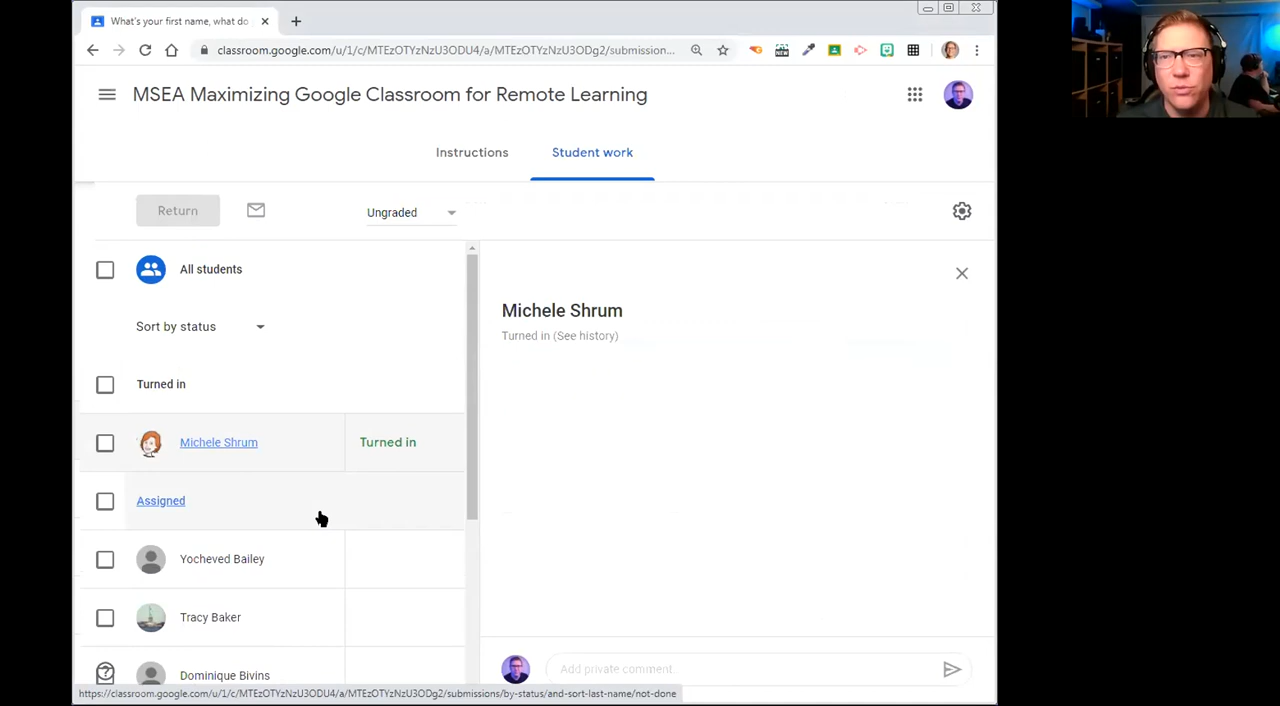 What's your first name, what do
classroom.google.com/u/1/c/MTEzOTYzNzU3ODU4/a/MTEzOTYzNzU3ODg2/submission...
NEW
MSEA Maximizing Google Classroom for Remote Learning
Instructions
Student work
Return
Ungraded
All students
Sort by status
Turned in
Michele Shrum
Turned in
Assigned
Yocheved Bailey
Tracy Baker
Dominique Bivins
Michele Shrum
Turned in (See history)
Add private comment...
https://classroom.google.com/u/1/c/MTEzOTYzNzU3ODU4/a/MTEzOTYzNzU3ODg2/submissions/by-status/and-sort-last-name/not-done